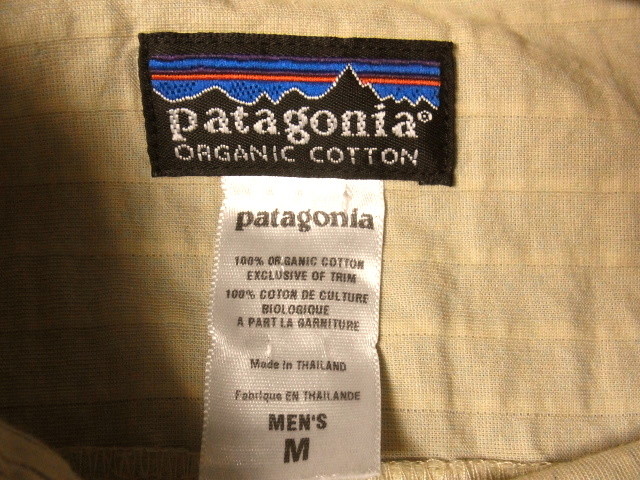 patagonia®
ORGANIC COTTON
patagonia
100% ORGANIC COTTON
EXCLUSIVE OF TRIM
100% COTON DE CULTURE
BIOLOGIQUE
A PART LA GARNITURE
Made in THAILAND
Fabrique EN THAILANDE
MEN'S
M